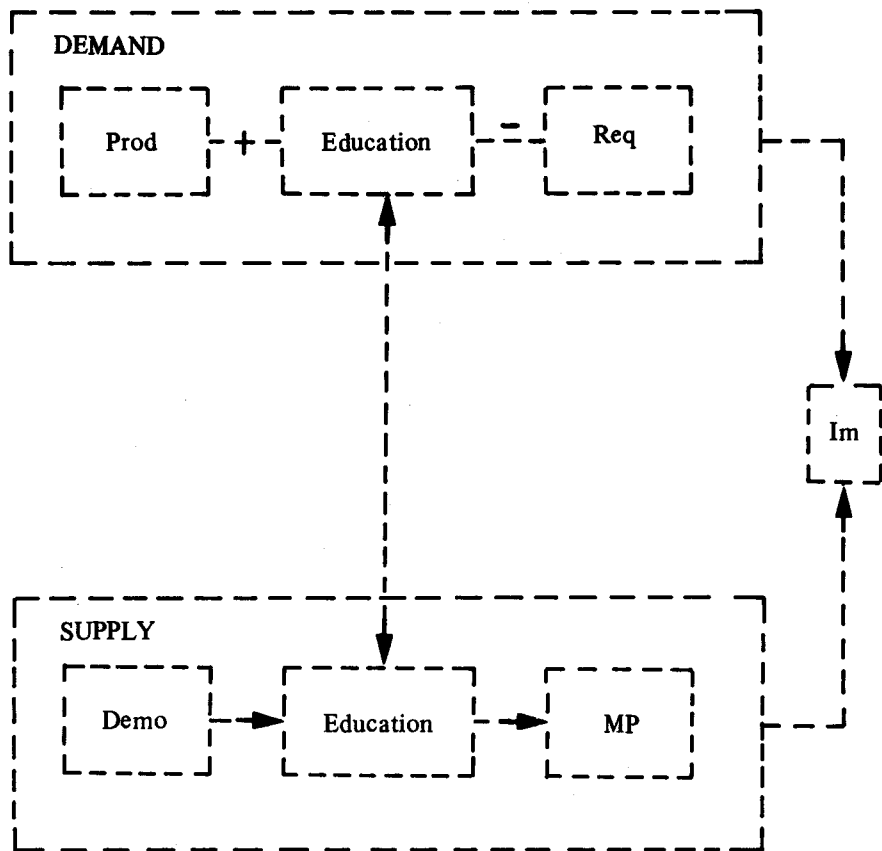 DEMAND
Prod + Education = Req
Im
SUPPLY
Demo Education MP